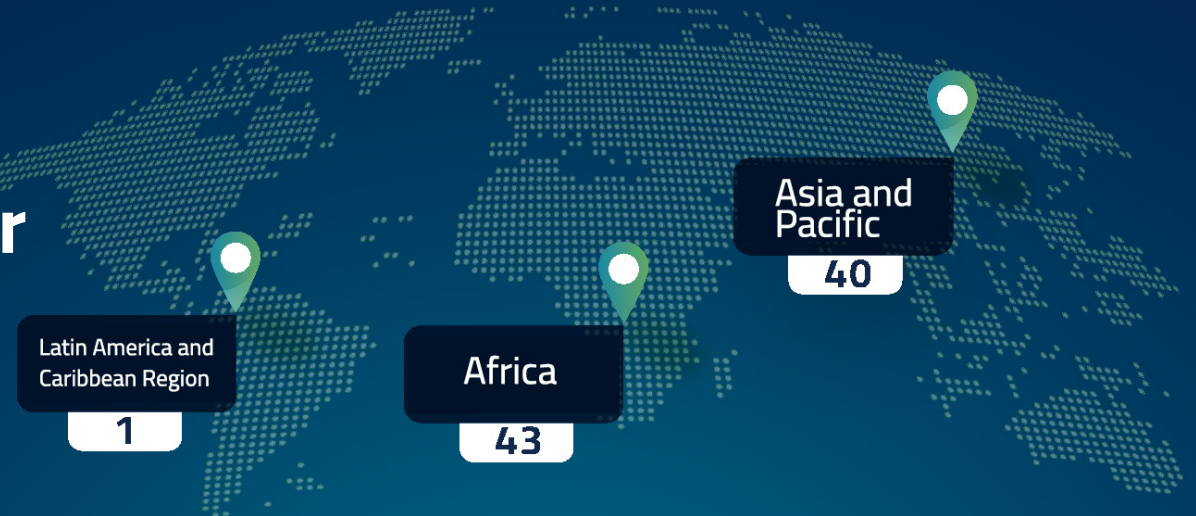 r
Asia and
Pacific
40
Latin America and
Caribbean Region
1
Africa
43